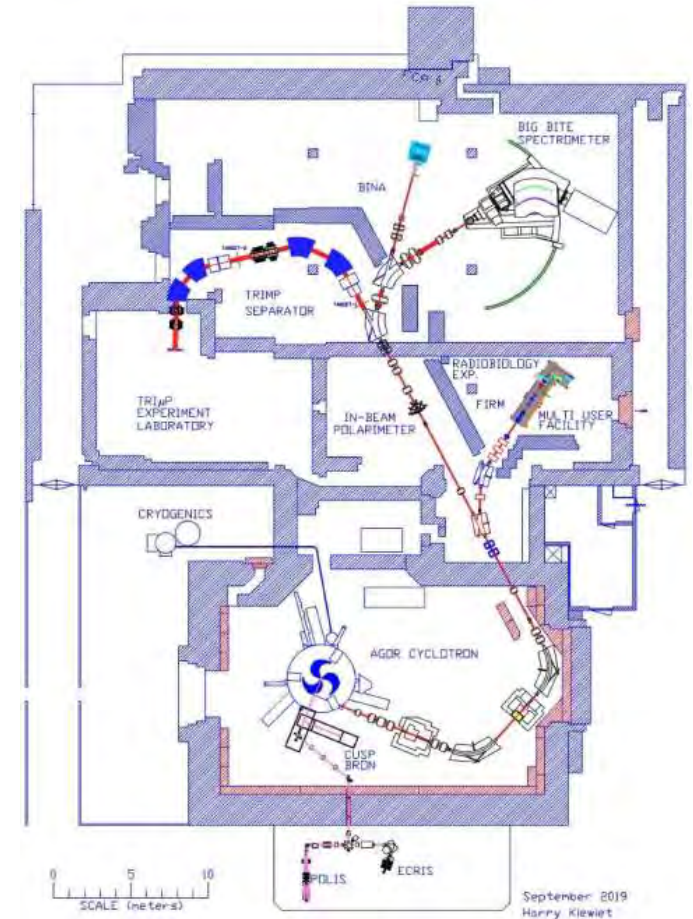 BIG BITE
SPECTROMETER
BINA
TRIMP
SEPARATOR
RADIOBIOLOGY
EXP.
FIRM
MULTI USER
FACILITY
TRIμP
EXPERIMENT
LABORATORY
IN-BEAM
POLARIMETER
CRYOGENICS
AGOR CYCLOTRON
CUSP
BRON
POLIS
ECRIS
0 5 10
SCALE (meters)
September 2019
Harry Kiewiet